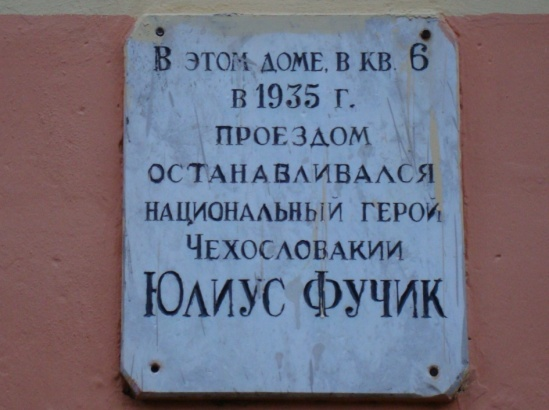 В ЭТОМ ДОМЕ, В КВ. 6
В 1935 Г.
ПРОЕЗДОМ
ОСТАНАВЛИВАЛСЯ
НАЦИОНАЛЬНЫЙ ГЕРОЙ
ЧЕХОСЛОВАКИИ
ЮЛИУС ФУЧИК